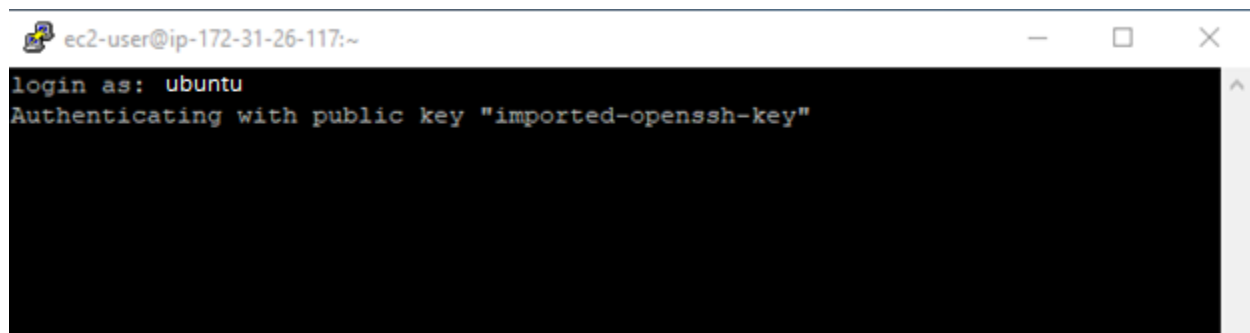 ec2-user@ip-172-31-26-117:~
login as: ubuntu
Authenticating with public key "imported-openssh-key"